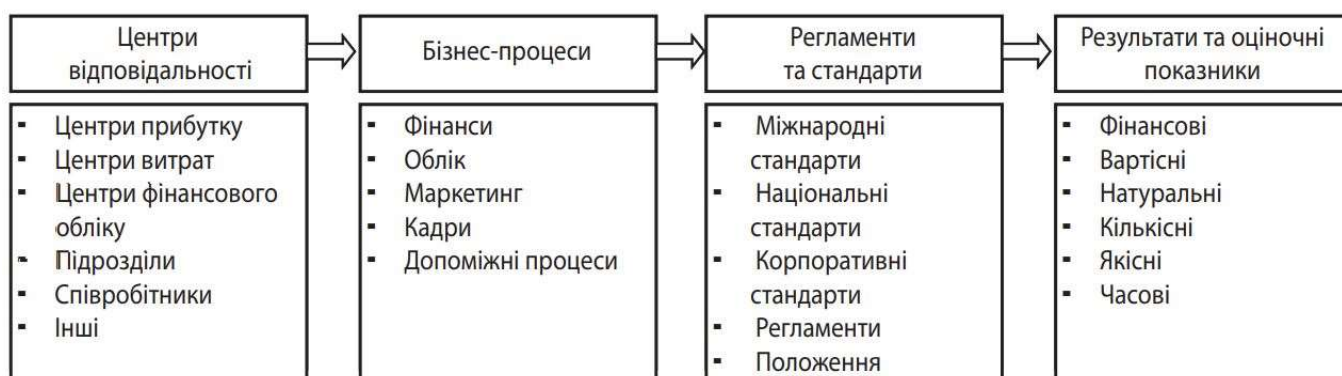 Центри
відповідальності
Бізнес-процеси
Регламенти
та стандарти
Результати та оціночні
показники
- Центри прибутку
- Центри витрат
- Центри фінансового
обліку
- Підрозділи
- Співробітники
- Інші
- Фінанси
- Облік
- Маркетинг
- Кадри
- Допоміжні процеси
- Міжнародні
стандарти
- Національні
стандарти
- Корпоративні
стандарти
- Регламенти
- Положення
- Фінансові
- Вартісні
- Натуральні
- Кількісні
- Якісні
- Часові